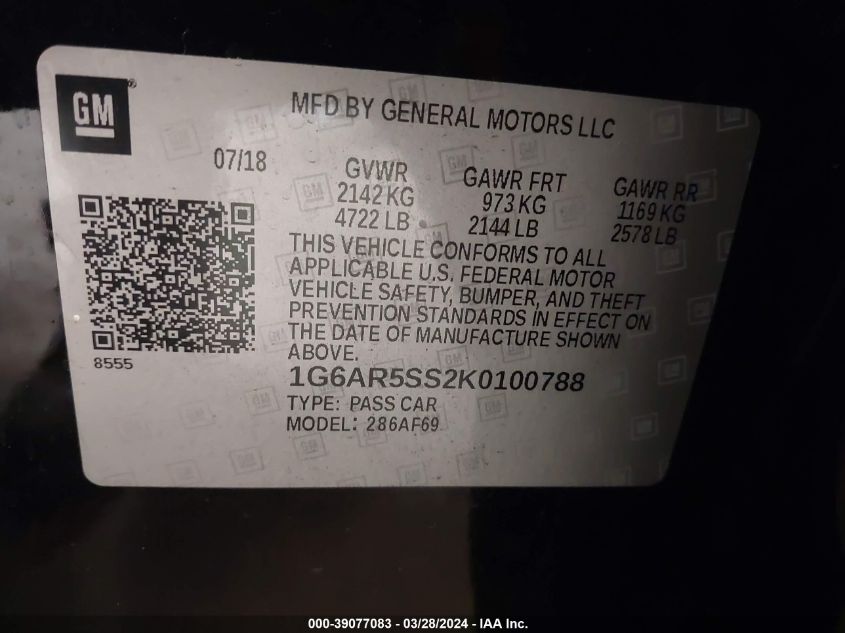 GM
MFD BY GENERAL MOTORS LLC
07/18
GVWR
2142 KG
4722 LB
GAWR FRT
973 KG
2144 LB
GAWR RR
1169 KG
2578 LB
THIS VEHICLE CONFORMS TO ALL
APPLICABLE U.S. FEDERAL MOTOR
VEHICLE SAFETY, BUMPER, AND THEFT
PREVENTION STANDARDS IN EFFECT ON
THE DATE OF MANUFACTURE SHOWN
ABOVE.
8555
1G6AR5SS2K0100788
TYPE: PASS CAR
MODEL: 286AF69
000-39077083 - 03/28/2024 - IAA Inc.